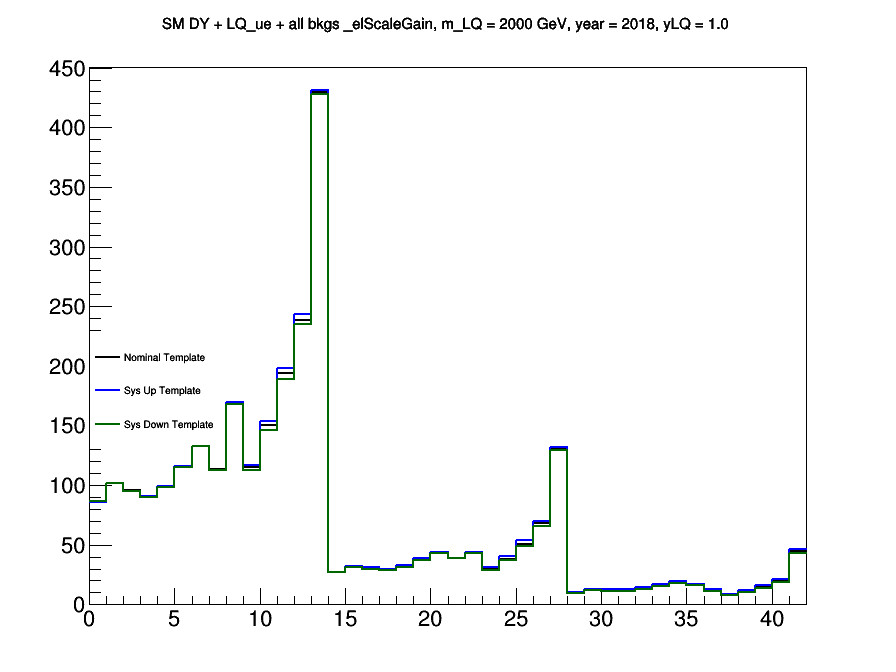 SM DY + LQ_ue + all bkgs _elScaleGain, m_LQ = 2000 GeV, year = 2018, yLQ = 1.0
450
400
350
300
250
200
150
100
50
0
Nominal Template
Sys Up Template
Sys Down Template
0 5 10 15 20 25 30 35 40